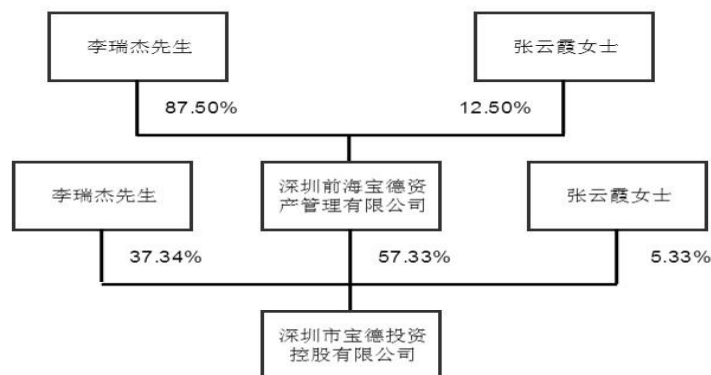 李瑞杰先生
张云霞女士
87.50%
12.50%
李瑞杰先生
深圳前海宝德资
产管理有限公司
张云霞女士
37.34%
57.33%
5.33%
深圳市宝德投资
控股有限公司